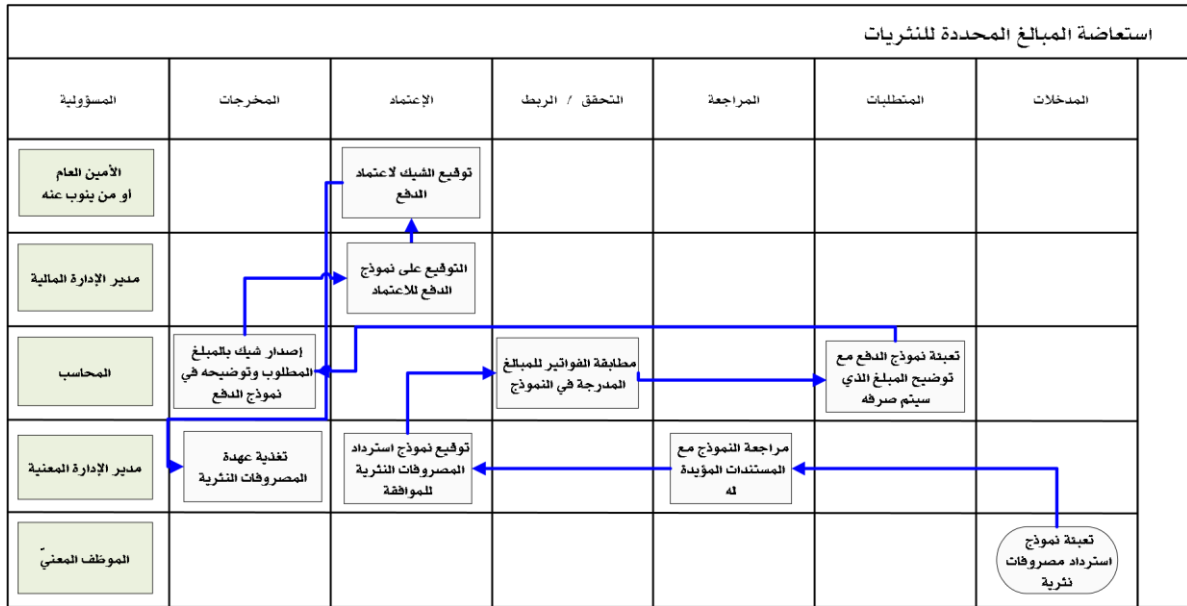 استعاضة المبالغ المحددة للنثريات
المدخلات
المتطلبات
المراجعة
التحقق / الربط
الإعتماد
المخرجات
المسؤولية
توقيع الشيك لاعتماد
الدفع
الأمين العام
او من ينوب عنه
التوقيع على نموذج
الدفع للاعتماد
مدير الإدارة المالية
تعبئة نموذج الدفع مع
توضيح المبلغ الذي
سيتم صرفه
مطابقة الفواتير للمبالغ
المدرجة في النموذج
إصدار شيك بالمبلغ
المطلوب وتوضيحه في
نموذج الدفع
المحاسب
مراجعة النموذج مع
المستندات المؤيدة
له
توقيع نموذج استرداد
المصروفات النثرية
للموافقة
تغذية عهدة
المصروفات النثرية
مدير الإدارة المعنية
تعبئة نموذج
استرداد مصروفات
نثرية
الموظف المعنيّ